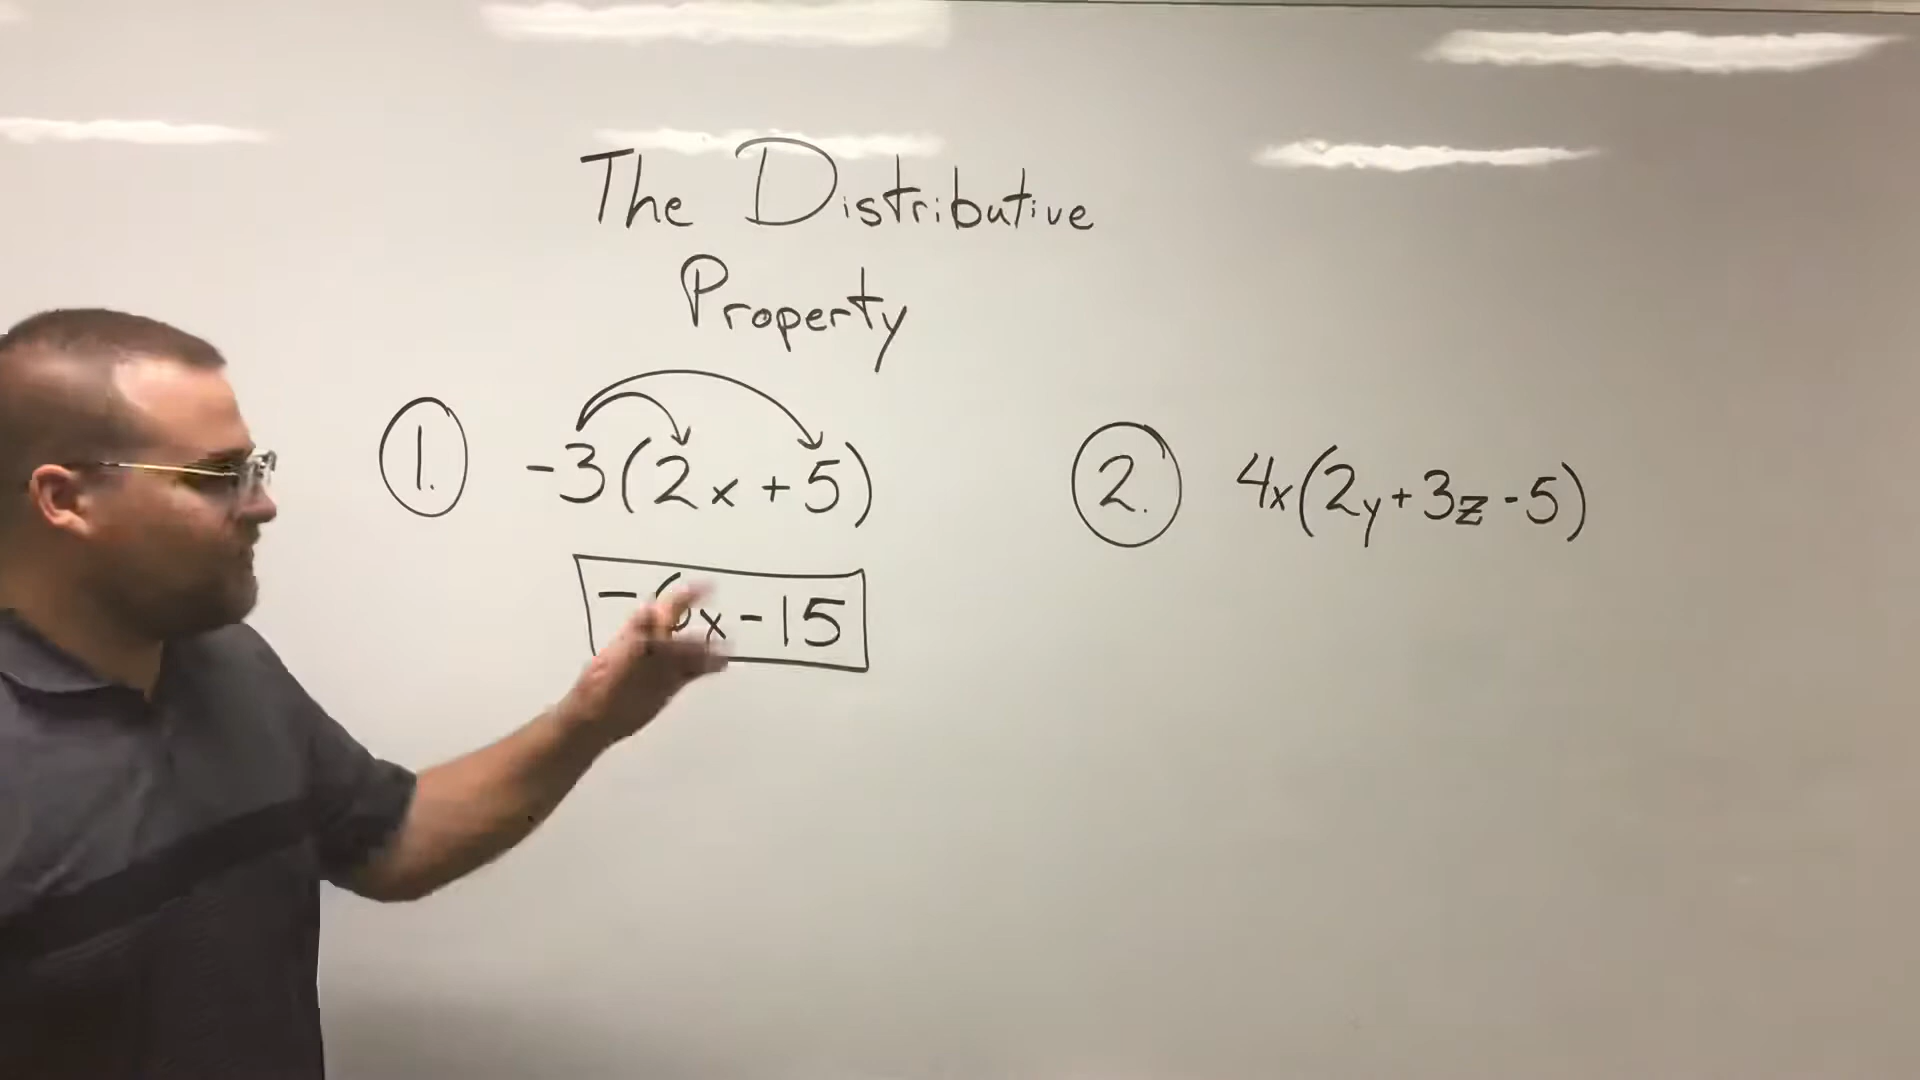 The Distributive
Property
1. -3(2x+5)
-6x-15
2. 4x(2y+3z-5)